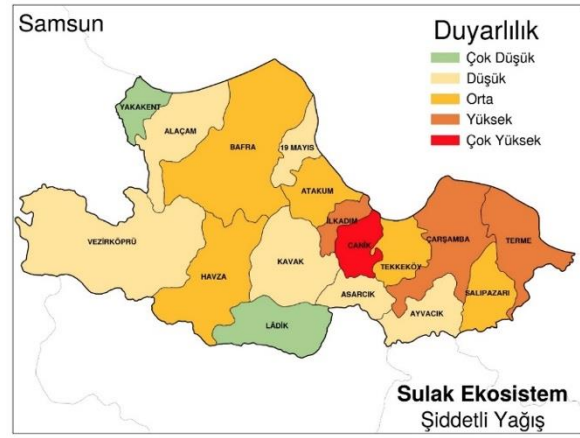 Samsun
Duyarlılık
Çok Düşük
Düşük
Orta
Yüksek
Çok Yüksek
YAKAKENT
ALAÇAM
BAFRA
19 MAYIS
ATAKUM
İLKADIM
CANİK
TEKKEKÖY
ÇARŞAMBA
TERME
VEZİRKÖPRÜ
HAVZA
KAVAK
ASARCIK
AYVACIK
SALIPAZARI
LÂDİK
Sulak Ekosistem
Şiddetli Yağış